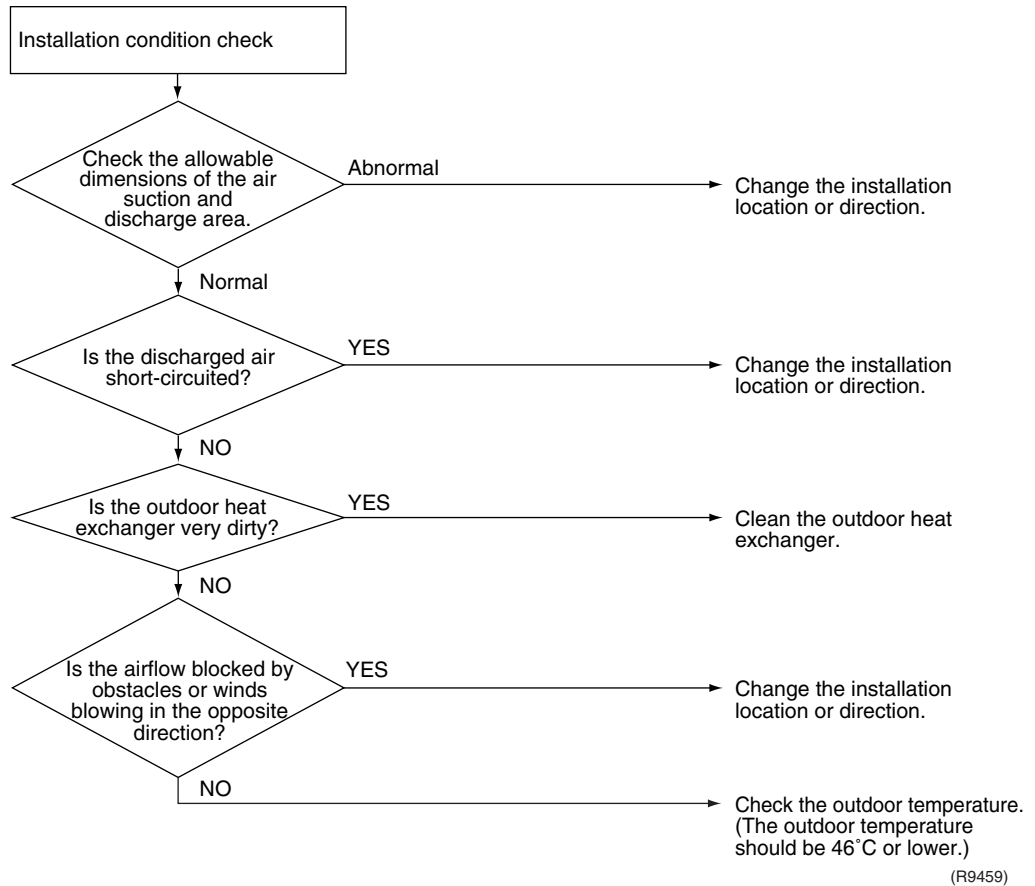 Installation condition check
Check the allowable
dimensions of the air
suction and
discharge area.
Abnormal
Change the installation
location or direction.
Normal
Is the discharged air
short-circuited?
YES
Change the installation
location or direction.
NO
Is the outdoor heat
exchanger very dirty?
YES
Clean the outdoor heat
exchanger.
NO
Is the airflow blocked by
obstacles or winds
blowing in the opposite
direction?
YES
Change the installation
location or direction.
NO
Check the outdoor temperature.
(The outdoor temperature
should be 46˚C or lower.)
(R9459)